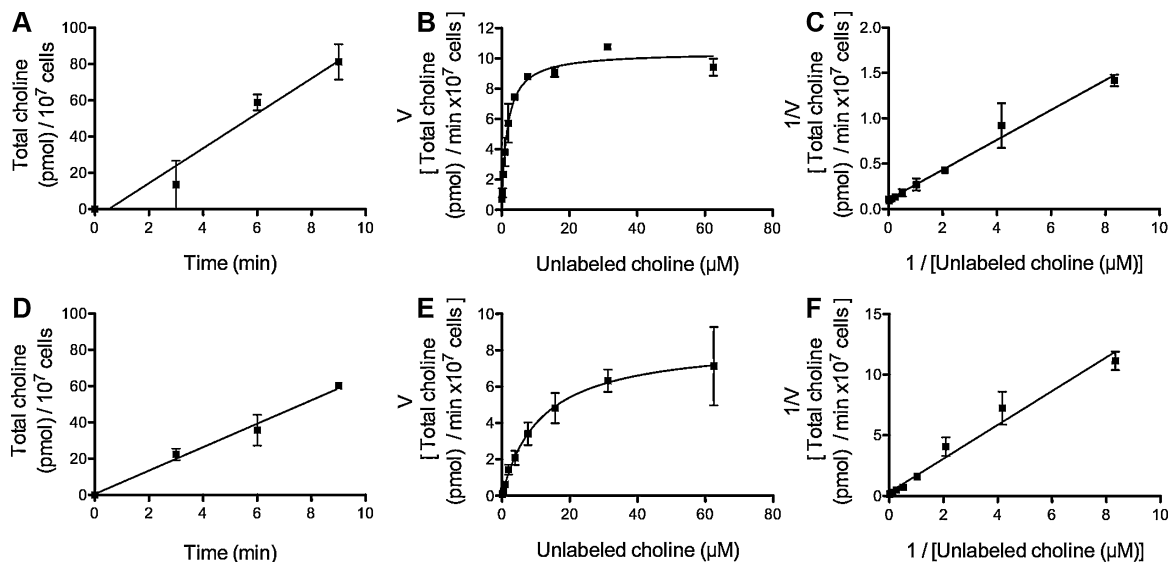 A
Total choline
(pmol) / 10⁷ cells
100
80
60
40
20
0
0 2 4 6 8 10
Time (min)
B
V
[ Total choline
(pmol) / min x10⁷ cells ]
12
10
8
6
4
2
0
0 20 40 60 80
Unlabeled choline (µM)
C
1/V
[ Total choline
(pmol) / min x10⁷ cells ]
2.0
1.5
1.0
0.5
0.0
0 2 4 6 8 10
1 / [Unlabeled choline (µM)]
D
Total choline
(pmol) / 10⁷ cells
100
80
60
40
20
0
0 2 4 6 8 10
Time (min)
E
V
[ Total choline
(pmol) / min x10⁷ cells ]
10
8
6
4
2
0
0 20 40 60 80
Unlabeled choline (µM)
F
1/V
[ Total choline
(pmol) / min x10⁷ cells ]
15
10
5
0
0 2 4 6 8 10
1 / [Unlabeled choline (µM)]